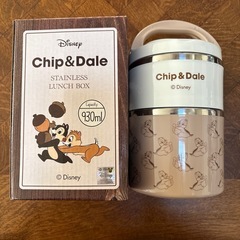 Disney
Chip & Dale
STAINLESS
LUNCH BOX
Capacity
930ml
© Disney
Chip & Dale
© Disney